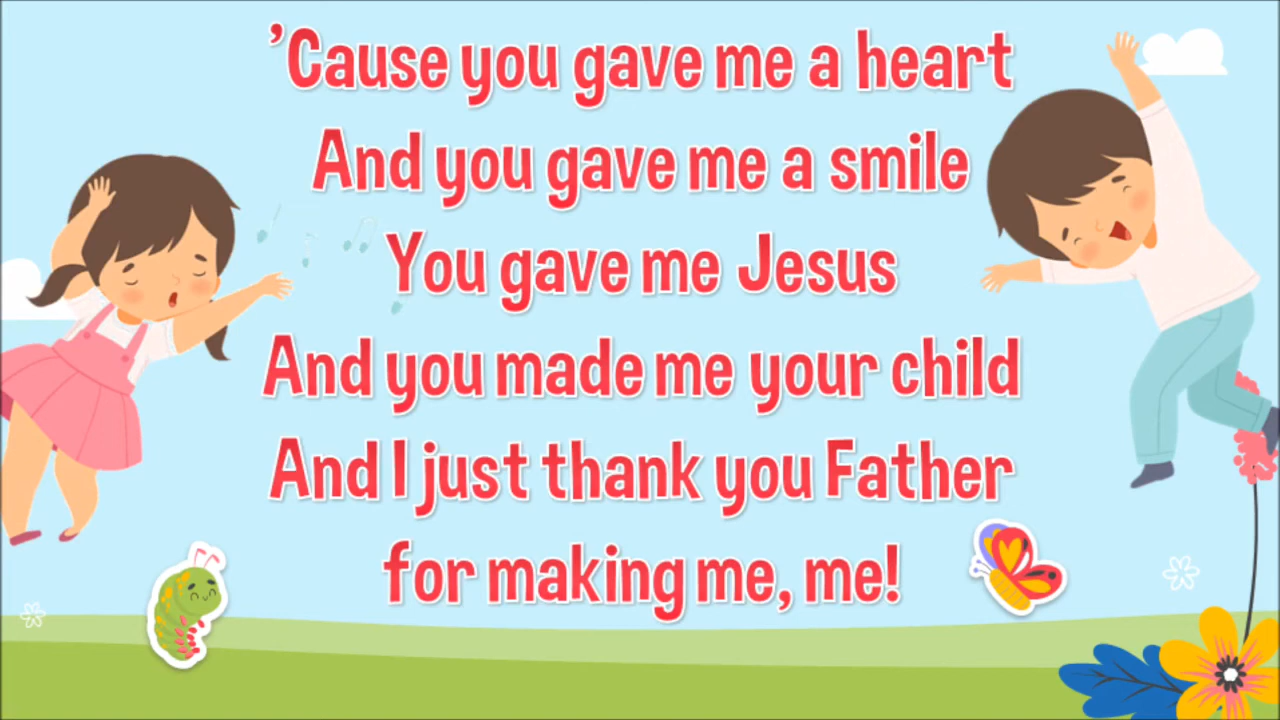 ’Cause you gave me a heart
And you gave me a smile
You gave me Jesus
And you made me your child
And I just thank you Father
for making me, me!